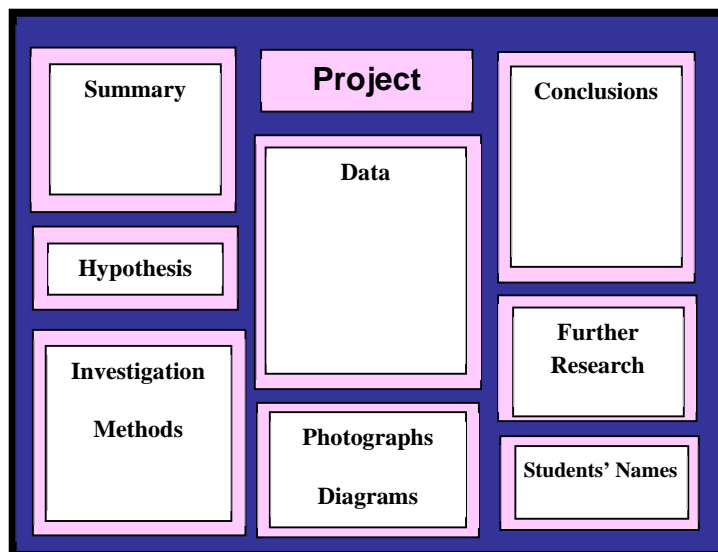 Summary
Hypothesis
Investigation
Methods
Project
Data
Photographs
Diagrams
Conclusions
Further
Research
Students’ Names